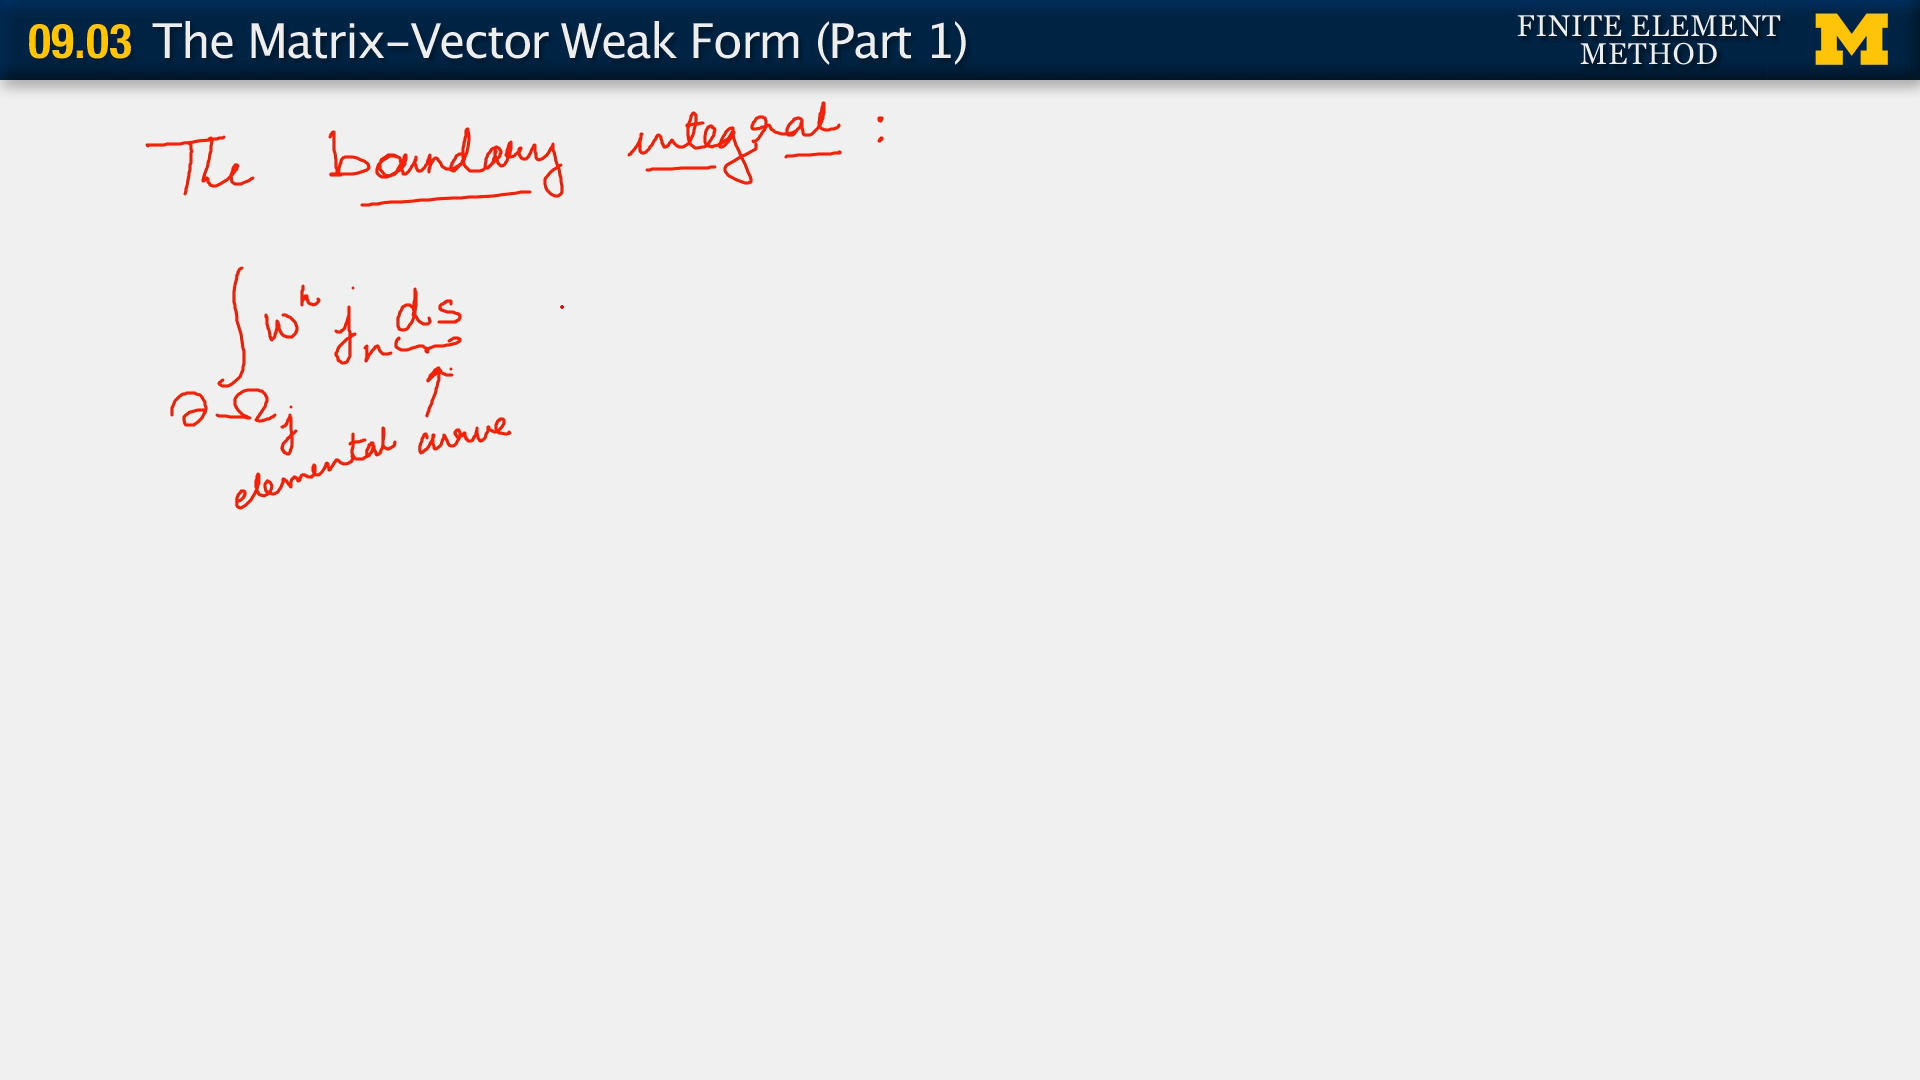 09.03 The Matrix–Vector Weak Form (Part 1)
FINITE ELEMENT
METHOD
M
The boundary integral :
∫ w^h j_n ds
∂Ω_j
elemental curve